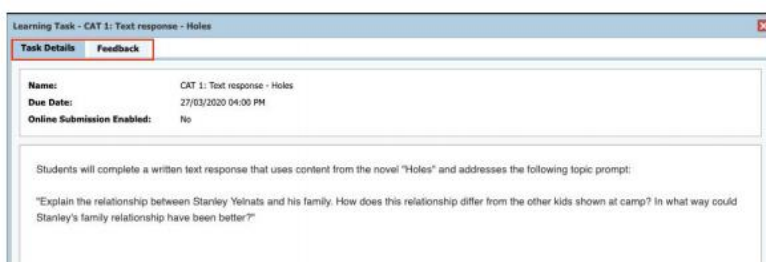 Learning Task - CAT 1: Text response - Holes
Task Details Feedback
Name: CAT 1: Text response - Holes
Due Date: 27/03/2020 04:00 PM
Online Submission Enabled: No
Students will complete a written text response that uses content from the novel "Holes" and addresses the following topic prompt:
"Explain the relationship between Stanley Yelnats and his family. How does this relationship differ from the other kids shown at camp? In what way could
Stanley's family relationship have been better?"